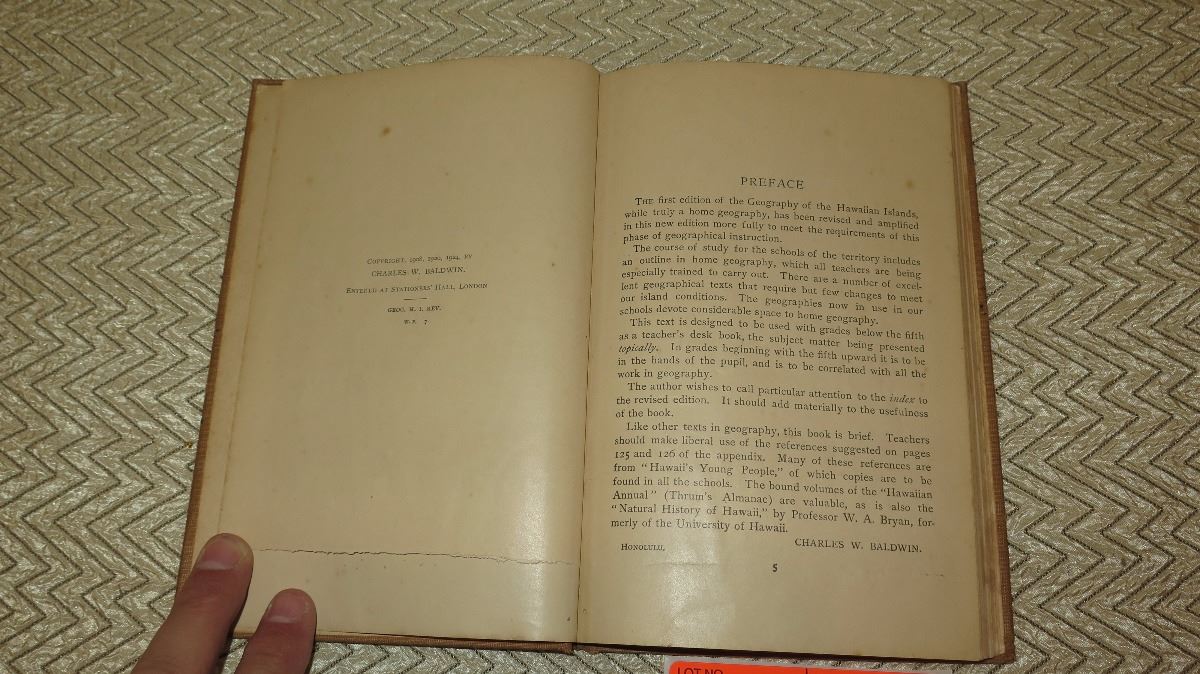 COPYRIGHT, 1908, 1920, 1924, BY
CHARLES W. BALDWIN.
ENTERED AT STATIONERS' HALL, LONDON
GEOG. H. I. REV.
W. P. 7
PREFACE
THE first edition of the Geography of the Hawaiian Islands,
while truly a home geography, has been revised and amplified
in this new edition more fully to meet the requirements of this
phase of geographical instruction.
The course of study for the schools of the territory includes
an outline in home geography, which all teachers are being
especially trained to carry out. There are a number of excel-
lent geographical texts that require but few changes to meet
our island conditions. The geographies now in use in our
schools devote considerable space to home geography.
This text is designed to be used with grades below the fifth
as a teacher's desk book, the subject matter being presented
topically. In grades beginning with the fifth upward it is to be
in the hands of the pupil, and is to be correlated with all the
work in geography.
The author wishes to call particular attention to the index to
the revised edition. It should add materially to the usefulness
of the book.
Like other texts in geography, this book is brief. Teachers
should make liberal use of the references suggested on pages
125 and 126 of the appendix. Many of these references are
from "Hawaii's Young People," of which copies are to be
found in all the schools. The bound volumes of the "Hawaiian
Annual" (Thrum's Almanac) are valuable, as is also the
"Natural History of Hawaii," by Professor W. A. Bryan, for-
merly of the University of Hawaii.
CHARLES W. BALDWIN.
HONOLULU.
5
LOT NO.